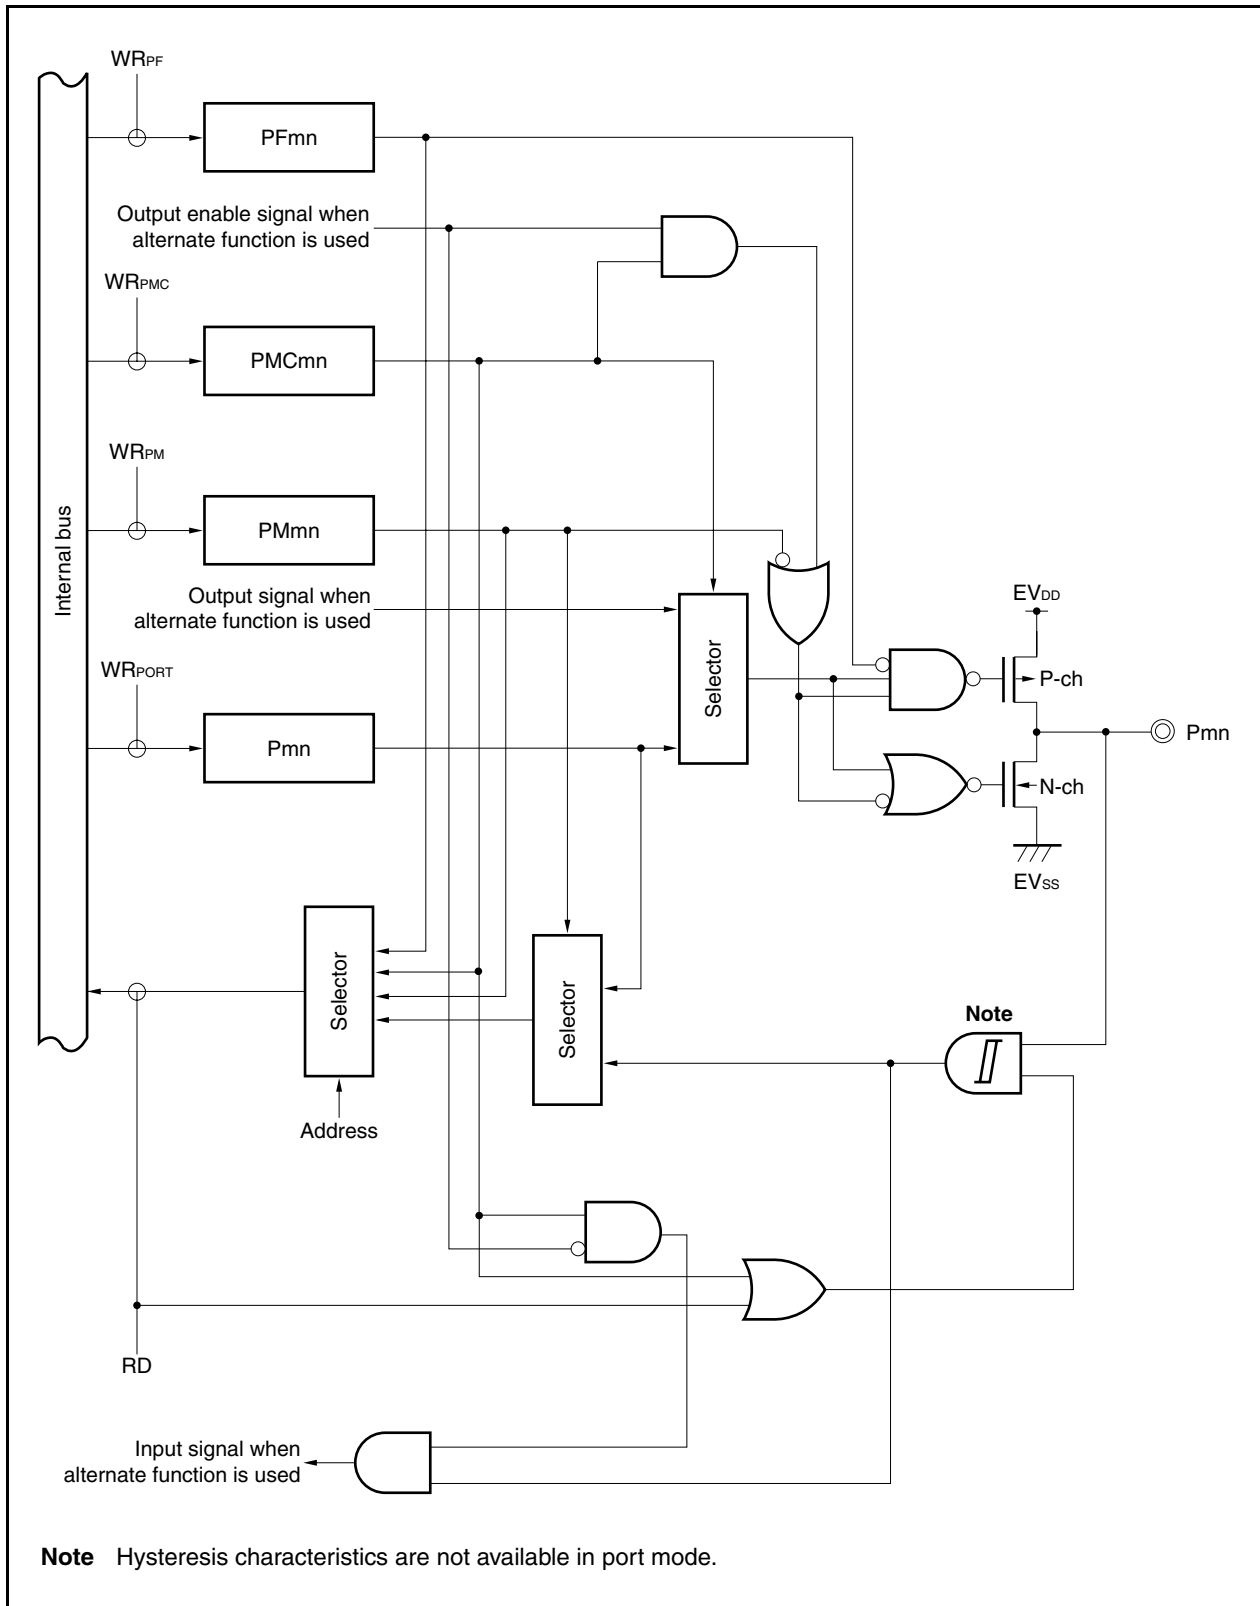 WRPF
PFmn
Output enable signal when
alternate function is used
WRPMC
PMCmn
WRPM
PMmn
Internal bus
Output signal when
alternate function is used
EVDD
Selector
P-ch
WRPORT
Pmn
Pmn
N-ch
EVSS
Selector
Selector
Note
Address
RD
Input signal when
alternate function is used
Note Hysteresis characteristics are not available in port mode.